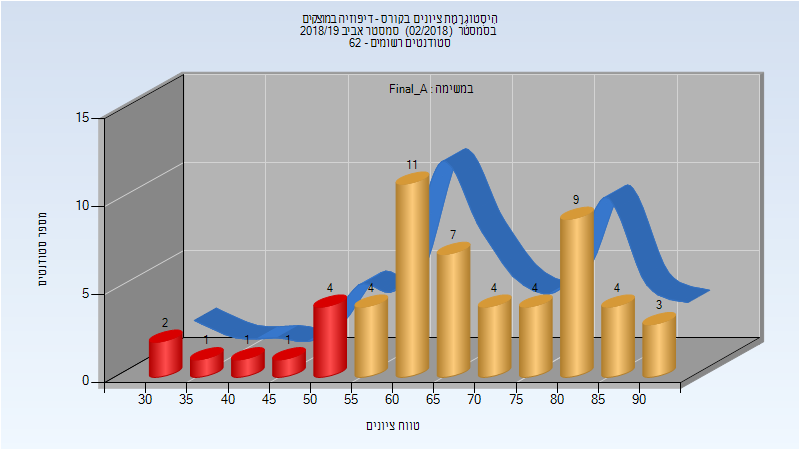 היסטוגרמת ציונים בקורס - דיפוזיה במוצקים
בסמסטר (02/2018) סמסטר אביב 2018/19
סטודנטים רשומים - 62
במשימה : Final_A
מספר סטודנטים
15
10
5
0
2
1
1
1
4
4
11
7
4
4
9
4
3
30 35 40 45 50 55 60 65 70 75 80 85 90
טווח ציונים